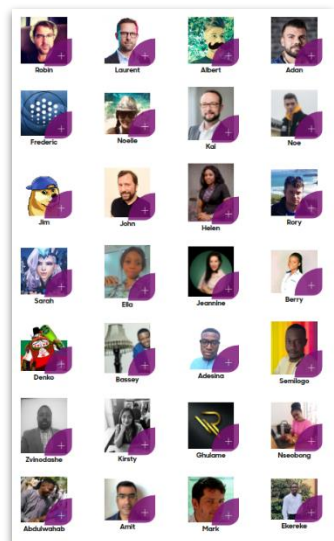 Robin
Laurent
Albert
Adan
Frederic
Noelle
Kai
Noe
Jim
John
Helen
Rory
Sarah
Ella
Jeannine
Berry
Denko
Bassey
Adesina
Semilogo
Zvinodashe
Kirsty
Ghulame
Nseobong
Abdulwahab
Amit
Mark
Ekereke